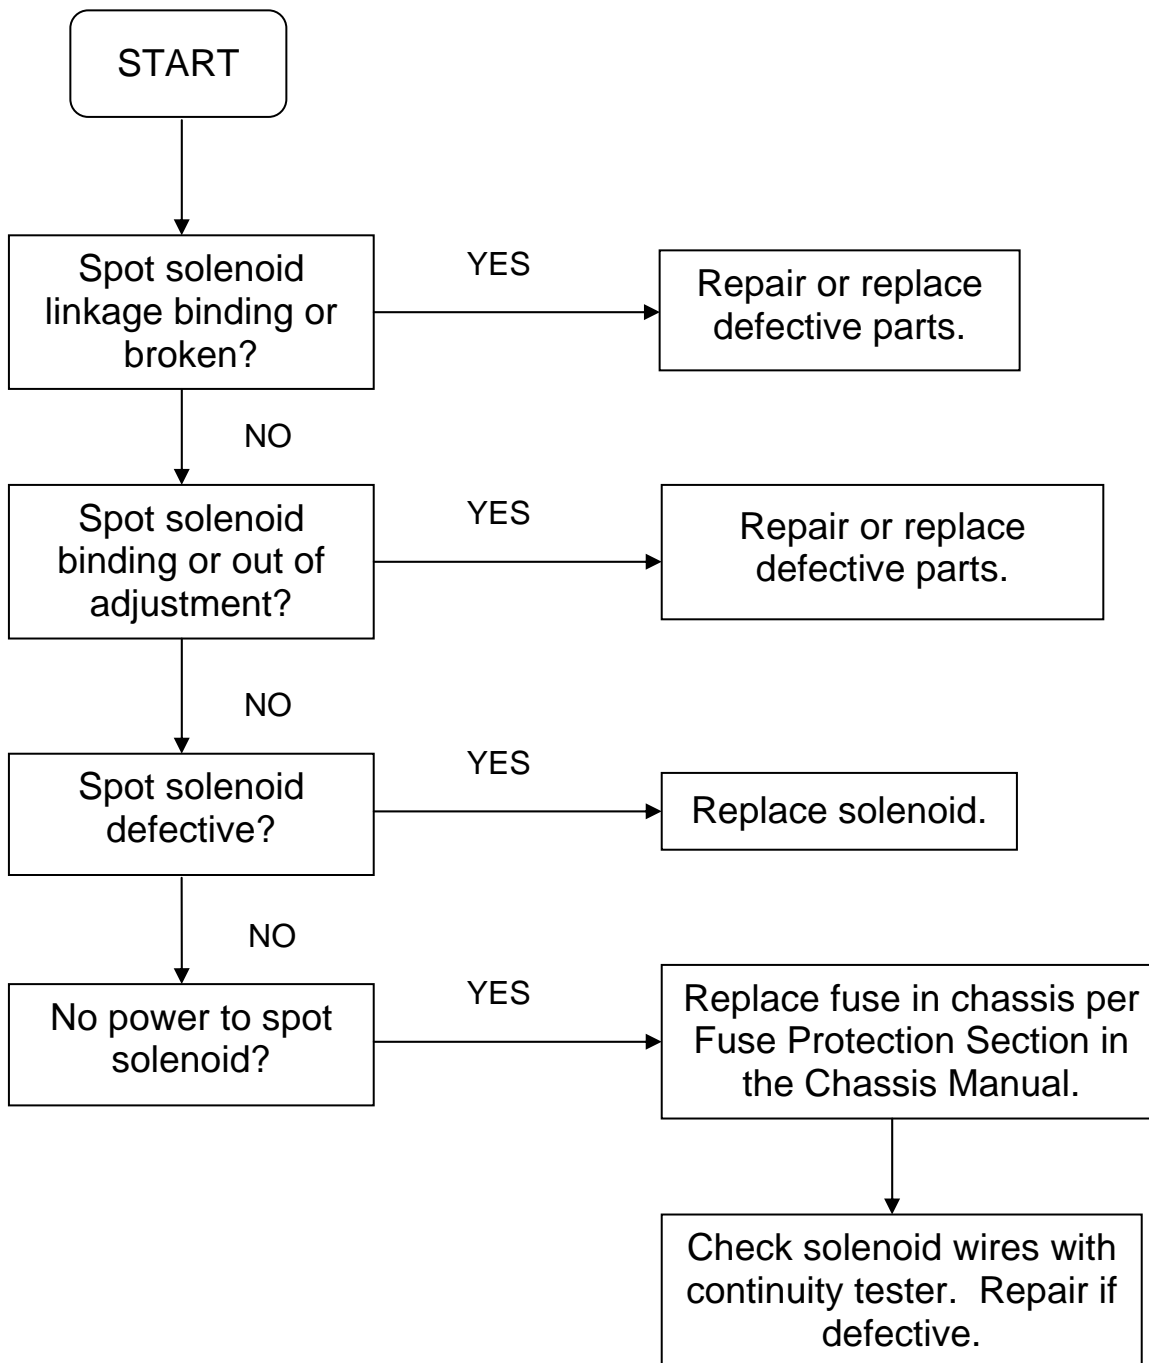 START
Spot solenoid
linkage binding or
broken?
YES
Repair or replace
defective parts.
NO
Spot solenoid
binding or out of
adjustment?
YES
Repair or replace
defective parts.
NO
Spot solenoid
defective?
YES
Replace solenoid.
NO
No power to spot
solenoid?
YES
Replace fuse in chassis per
Fuse Protection Section in
the Chassis Manual.
Check solenoid wires with
continuity tester.  Repair if
defective.